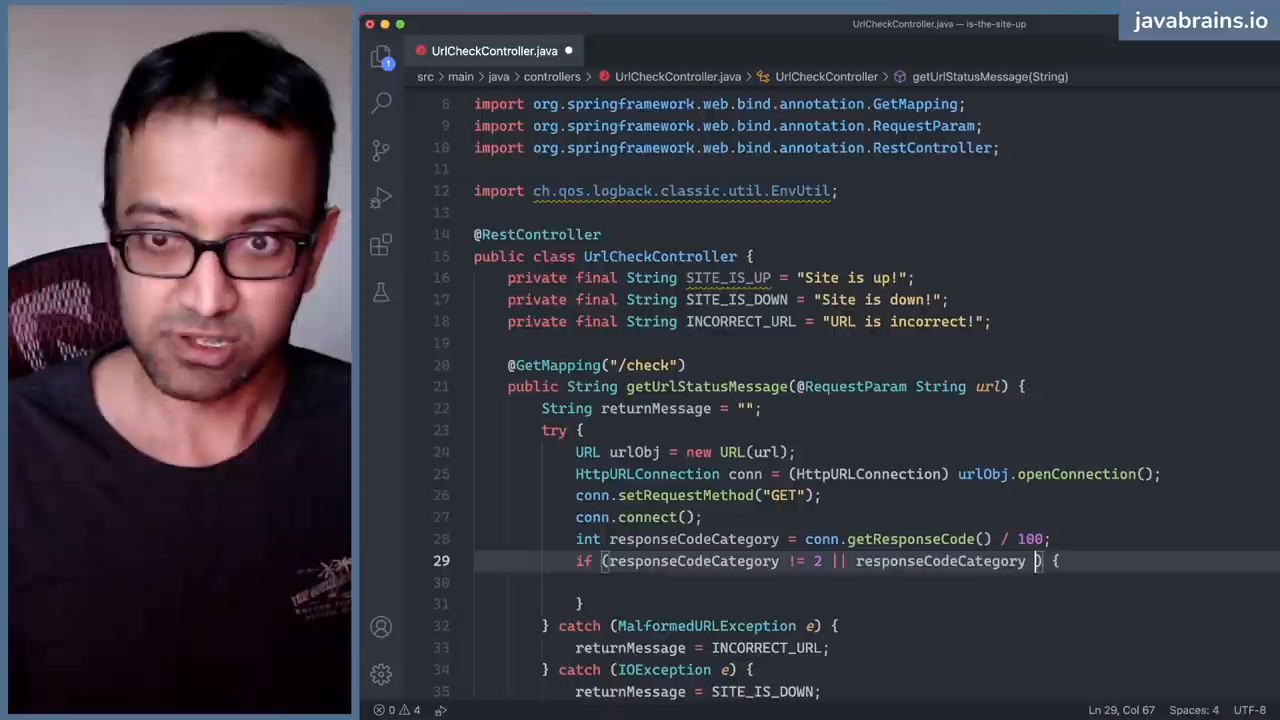 UrlCheckController.java — is-the-site-up
javabrains.io
UrlCheckController.java
src main java controllers UrlCheckController.java UrlCheckController getUrlStatusMessage(String)
8 import org.springframework.web.bind.annotation.GetMapping;
9 import org.springframework.web.bind.annotation.RequestParam;
10 import org.springframework.web.bind.annotation.RestController;
11
12 import ch.qos.logback.classic.util.EnvUtil;
13
14 @RestController
15 public class UrlCheckController {
16 private final String SITE_IS_UP = "Site is up!";
17 private final String SITE_IS_DOWN = "Site is down!";
18 private final String INCORRECT_URL = "URL is incorrect!";
19
20 @GetMapping("/check")
21 public String getUrlStatusMessage(@RequestParam String url) {
22 String returnMessage = "";
23 try {
24 URL urlObj = new URL(url);
25 HttpURLConnection conn = (HttpURLConnection) urlObj.openConnection();
26 conn.setRequestMethod("GET");
27 conn.connect();
28 int responseCodeCategory = conn.getResponseCode() / 100;
29 if (responseCodeCategory != 2 || responseCodeCategory ) {
30
31 }
32 } catch (MalformedURLException e) {
33 returnMessage = INCORRECT_URL;
34 } catch (IOException e) {
35 returnMessage = SITE_IS_DOWN;
0 4 Ln 29, Col 67 Spaces: 4 UTF-8